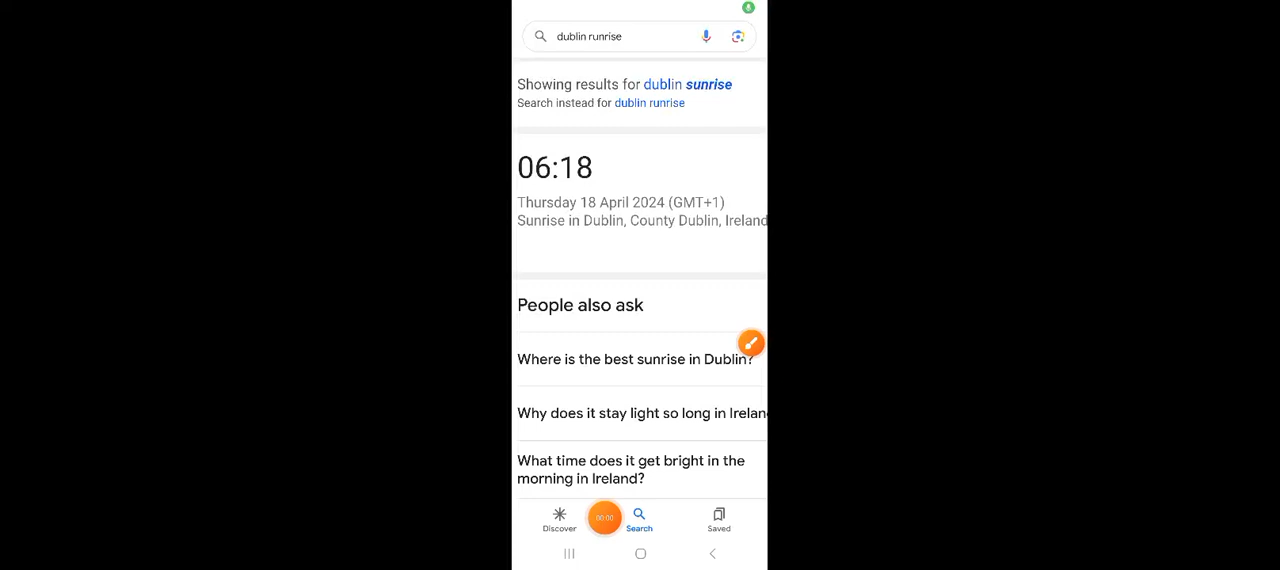 dublin runrise
Showing results for dublin sunrise
Search instead for dublin runrise
06:18
Thursday 18 April 2024 (GMT+1)
Sunrise in Dublin, County Dublin, Ireland
People also ask
Where is the best sunrise in Dublin?
Why does it stay light so long in Irelan
What time does it get bright in the
morning in Ireland?
00:00
Discover
Search
Saved